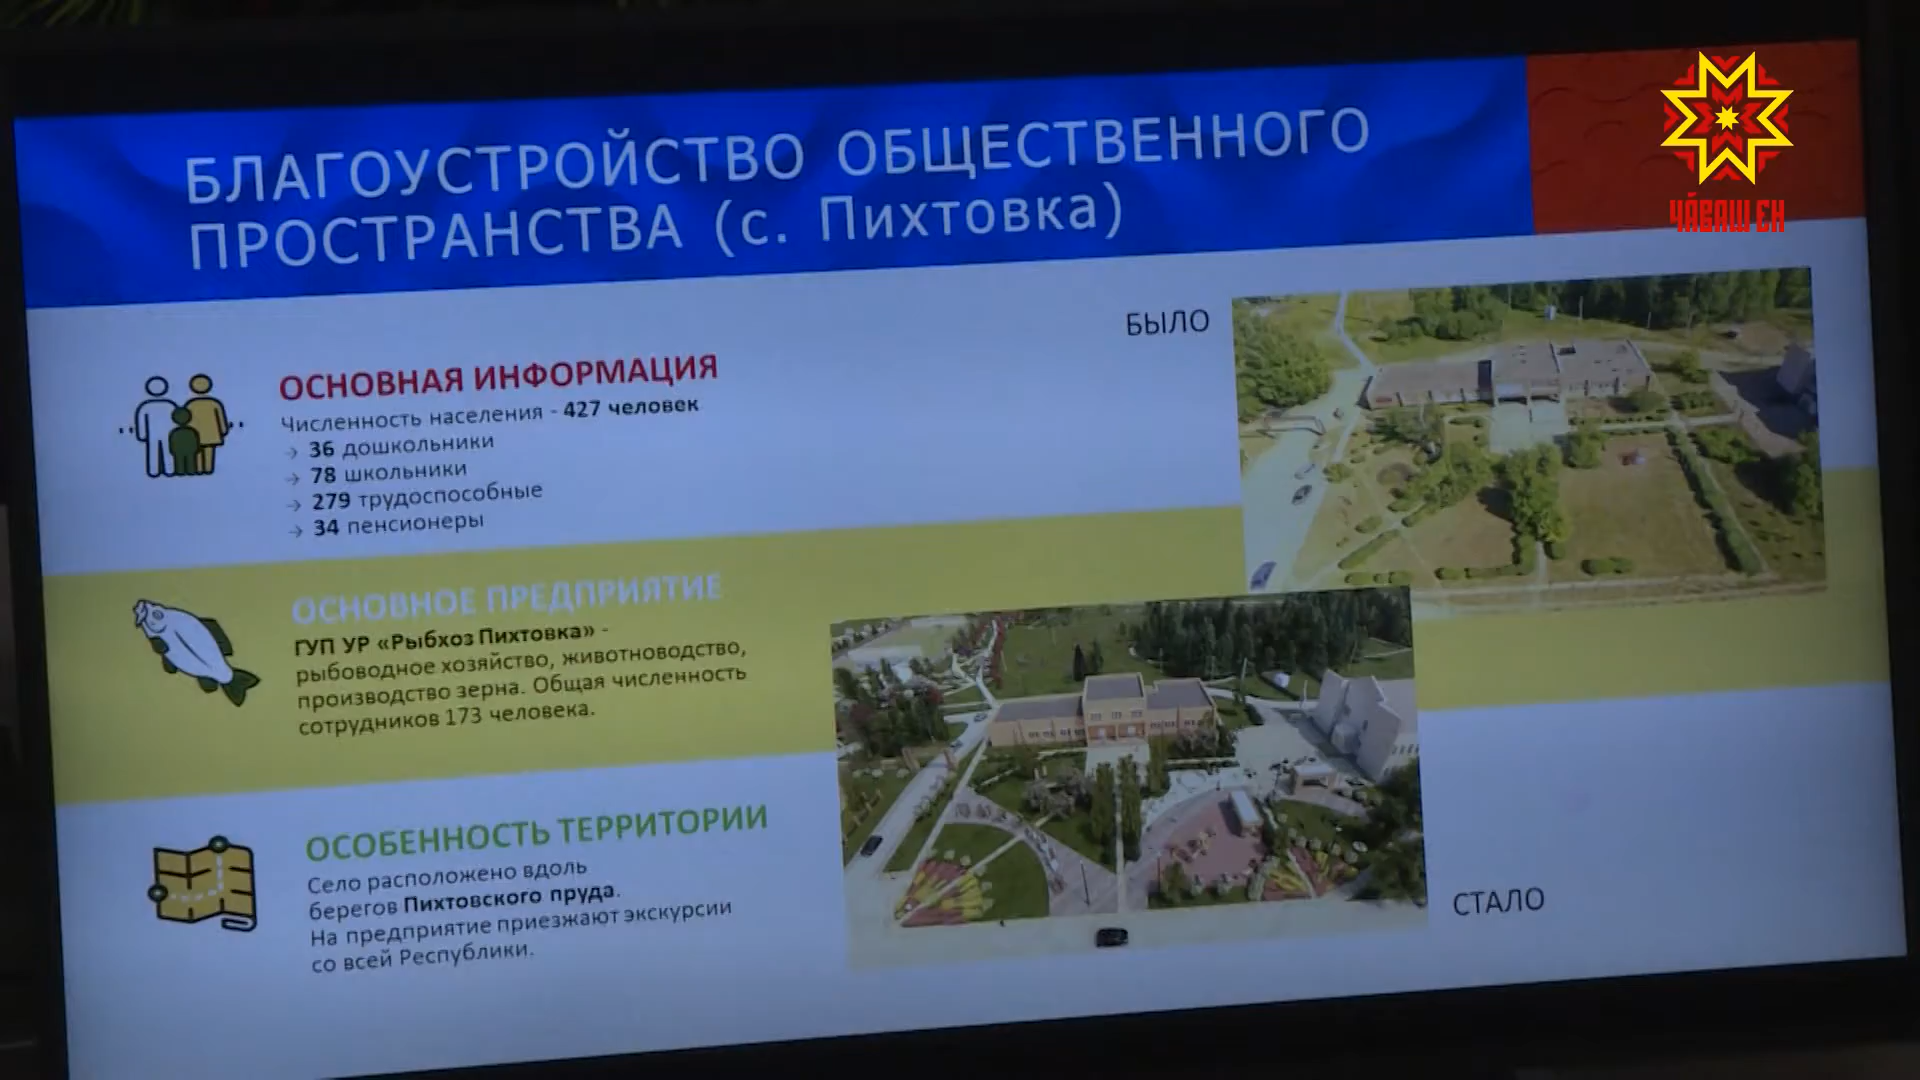 БЛАГОУСТРОЙСТВО ОБЩЕСТВЕННОГО
ПРОСТРАНСТВА (с. Пихтовка)
ЧӐВАШ ЕН
БЫЛО
ОСНОВНАЯ ИНФОРМАЦИЯ
Численность населения - 427 человек
→ 36 дошкольники
→ 78 школьники
→ 279 трудоспособные
→ 34 пенсионеры
ОСНОВНОЕ ПРЕДПРИЯТИЕ
ГУП УР «Рыбхоз Пихтовка» -
рыбоводное хозяйство, животноводство,
производство зерна. Общая численность
сотрудников 173 человека.
ОСОБЕННОСТЬ ТЕРРИТОРИИ
Село расположено вдоль
берегов Пихтовского пруда.
На предприятие приезжают экскурсии
со всей Республики.
СТАЛО